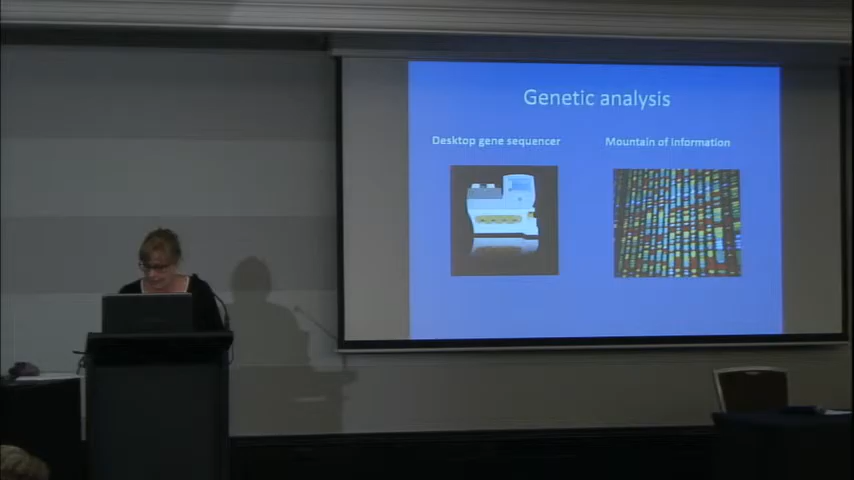 Genetic analysis
Desktop gene sequencer
Mountain of information